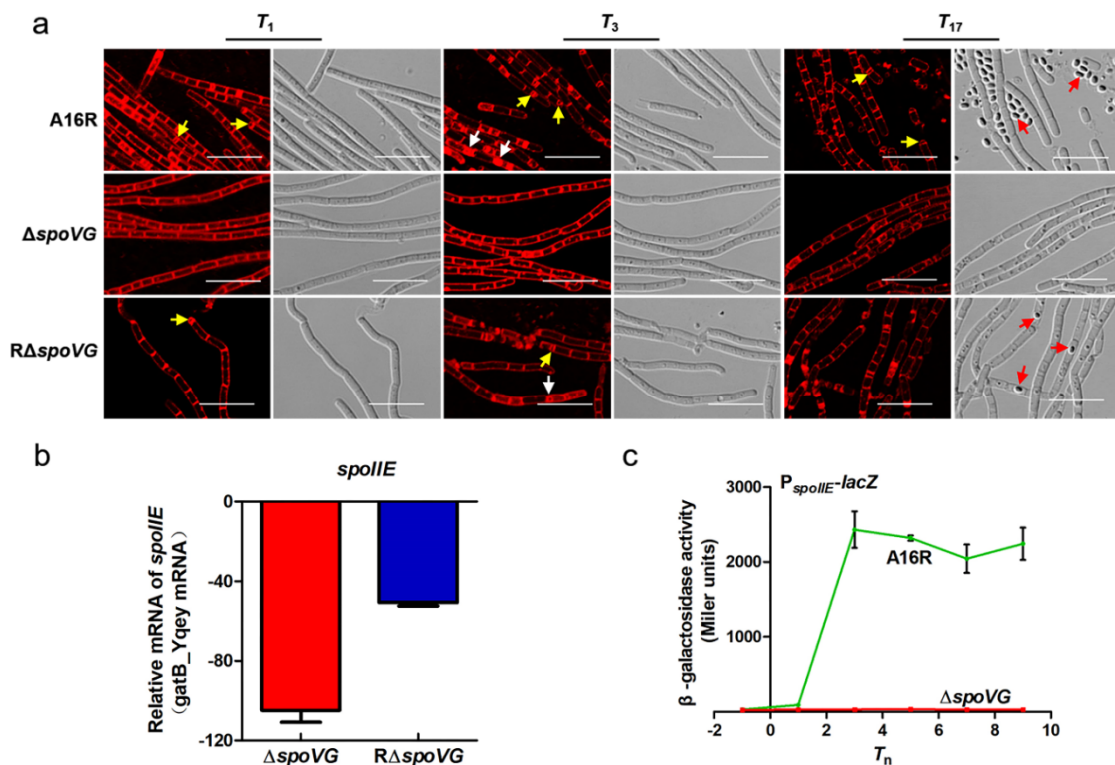 a
T1 T3 T17
A16R
ΔspoVG
RΔspoVG
b
spoIIE
Relative mRNA of spoIIE
(gatB_Yqey mRNA)
0
-40
-80
-120
ΔspoVG RΔspoVG
c
PspoIIE-lacZ
β -galactosidase activity
(Miler units)
3000
2000
1000
A16R
ΔspoVG
-2 0 2 4 6 8 10
Tn